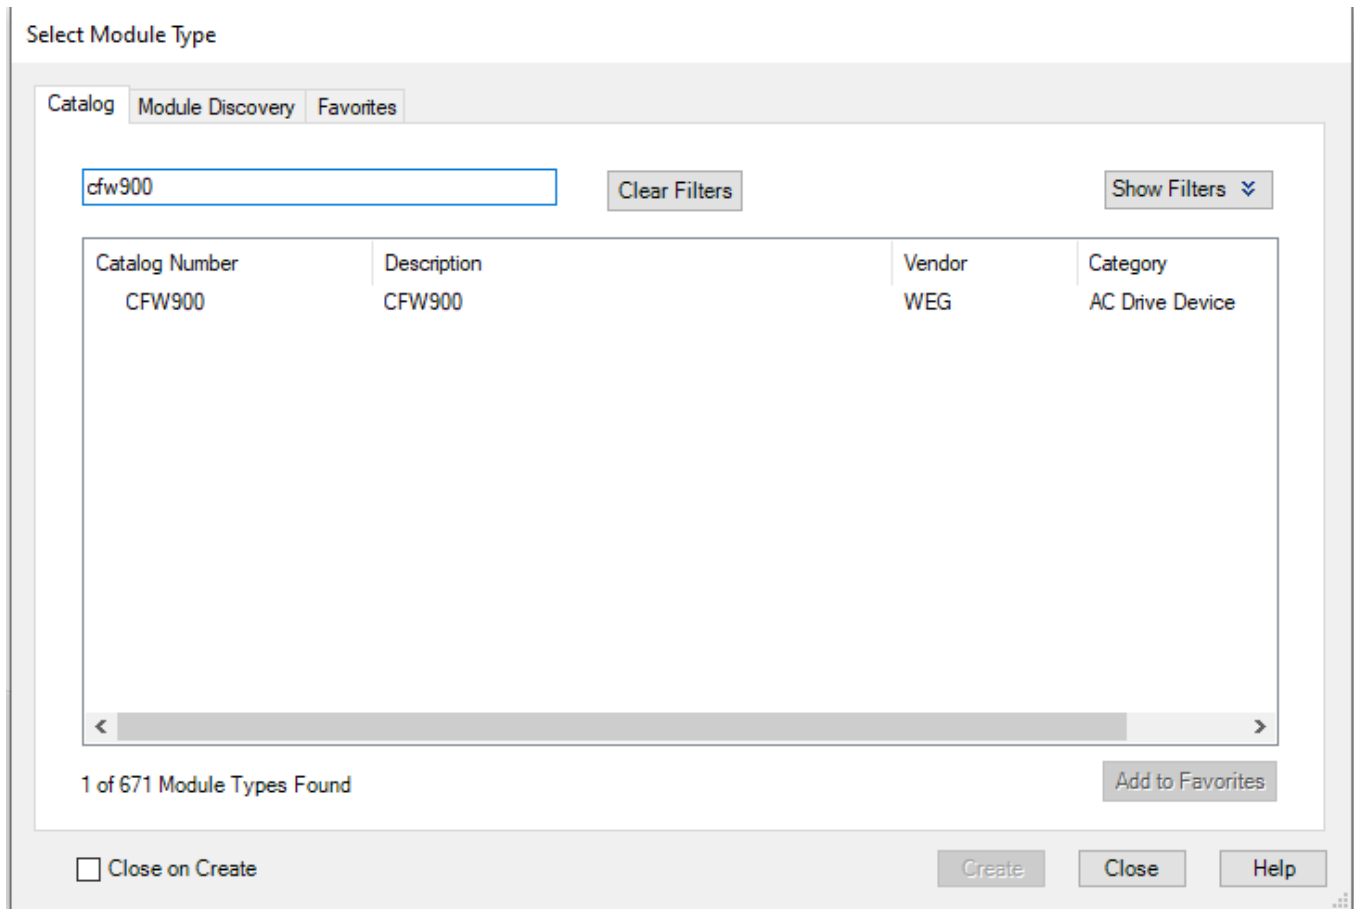 Select Module Type
Catalog Module Discovery Favorites
cfw900 Clear Filters Show Filters
Catalog Number Description Vendor Category
CFW900 CFW900 WEG AC Drive Device
1 of 671 Module Types Found Add to Favorites
Close on Create Create Close Help